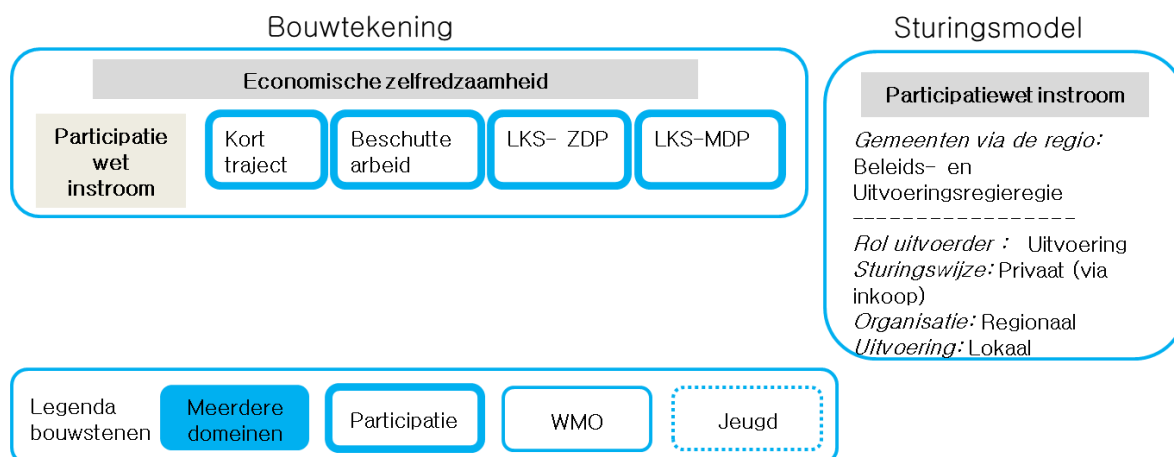 Bouwtekening
Economische zelfredzaamheid
Participatie
wet
instroom
Kort
traject
Beschutte
arbeid
LKS- ZDP
LKS-MDP
Sturingsmodel
Participatiewet instroom
Gemeenten via de regio:
Beleids- en
Uitvoeringsregieregie
------------------
Rol uitvoerder : Uitvoering
Sturingswijze: Privaat (via
inkoop)
Organisatie: Regionaal
Uitvoering: Lokaal
Legenda
bouwstenen
Meerdere
domeinen
Participatie
WMO
Jeugd